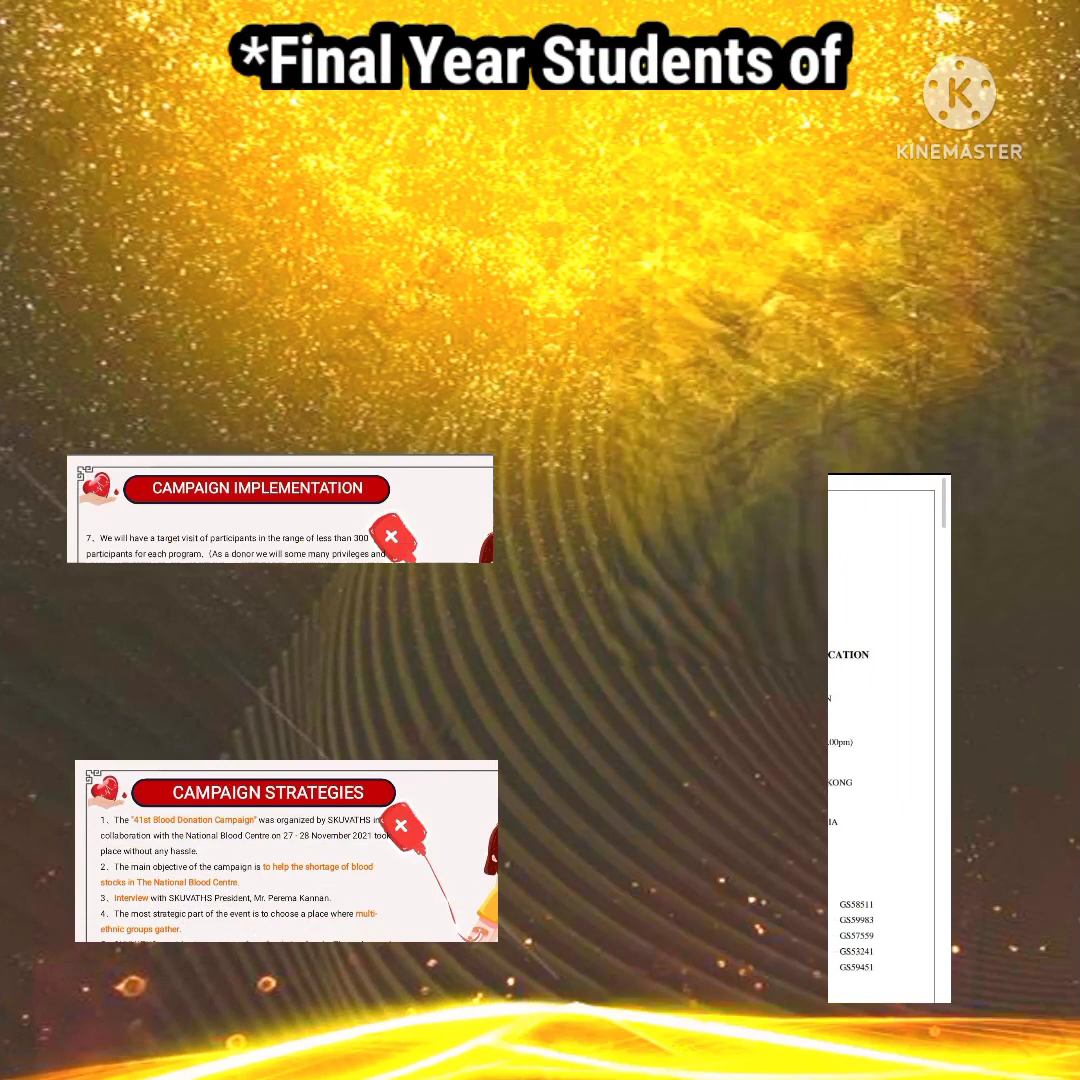 *Final Year Students of
K
KINEMASTER
CAMPAIGN IMPLEMENTATION
7、We will have a target visit of participants in the range of less than 300
participants for each program.（As a donor we will some many privileges and
CAMPAIGN STRATEGIES
1、The "41st Blood Donation Campaign" was organized by SKUVATHS in
collaboration with the National Blood Centre on 27 - 28 November 2021 took
place without any hassle.
2、The main objective of the campaign is to help the shortage of blood
stocks in The National Blood Centre.
3、Interview with SKUVATHS President, Mr. Perema Kannan.
4、The most strategic part of the event is to choose a place where multi-
ethnic groups gather.
CATION
N
.00pm)
KONG
IA
GS58511
GS59983
GS57559
GS53241
GS59451